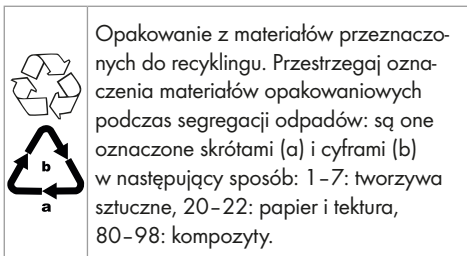 Opakowanie z materiałów przeznaczo-
nych do recyklingu. Przestrzegaj ozna-
czenia materiałów opakowaniowych
podczas segregacji odpadów: są one
oznaczone skrótami (a) i cyframi (b)
w następujący sposób: 1–7: tworzywa
sztuczne, 20–22: papier i tektura,
80–98: kompozyty.
b
a